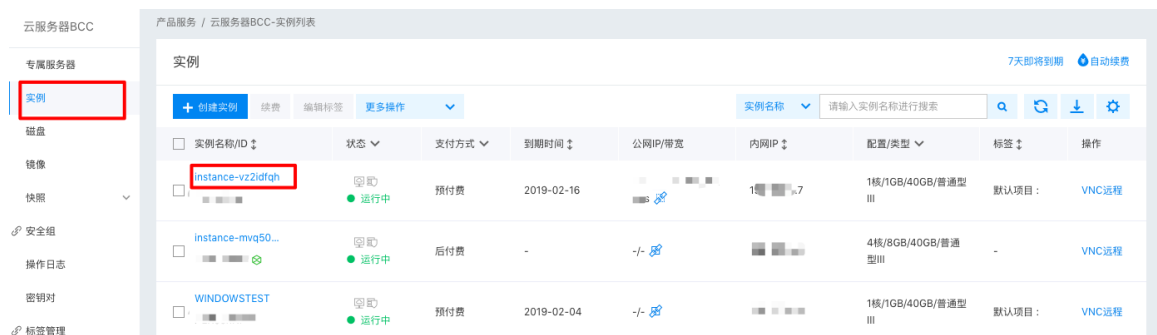 云服务器BCC
产品服务 / 云服务器BCC-实例列表
专属服务器
实例
磁盘
镜像
快照
安全组
操作日志
密钥对
标签管理
实例
7天即将到期 自动续费
+ 创建实例 续费 编辑标签 更多操作 实例名称 请输入实例名称进行搜索
实例名称/ID 状态 支付方式 到期时间 公网IP/带宽 内网IP 配置/类型 标签 操作
instance-vz2idfqh
运行中 预付费 2019-02-16 .7 1核/1GB/40GB/普通型
III 默认项目: VNC远程
instance-mvq50...
运行中 后付费 - -/- 4核/8GB/40GB/普通
型III - VNC远程
WINDOWSTEST
运行中 预付费 2019-02-04 -/- 1核/1GB/40GB/普通型
III 默认项目: VNC远程